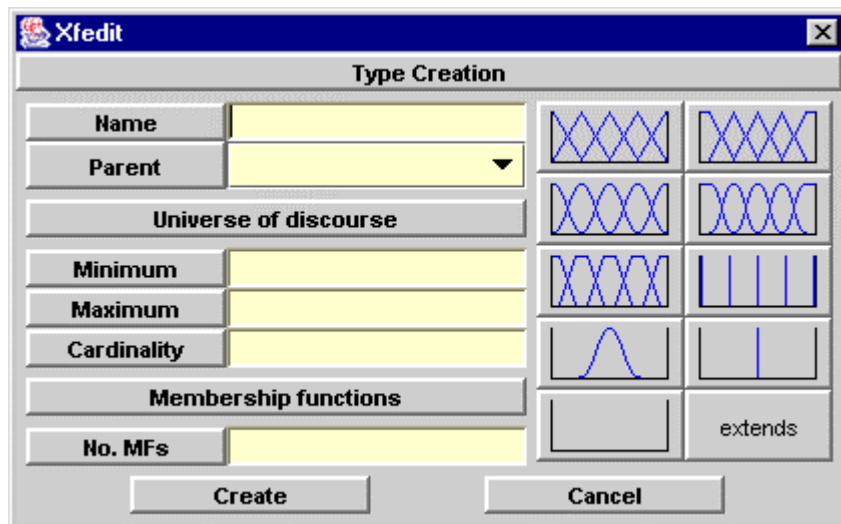 Xfedit
Type Creation
Name
Parent
Universe of discourse
Minimum
Maximum
Cardinality
Membership functions
No. MFs
extends
Create
Cancel